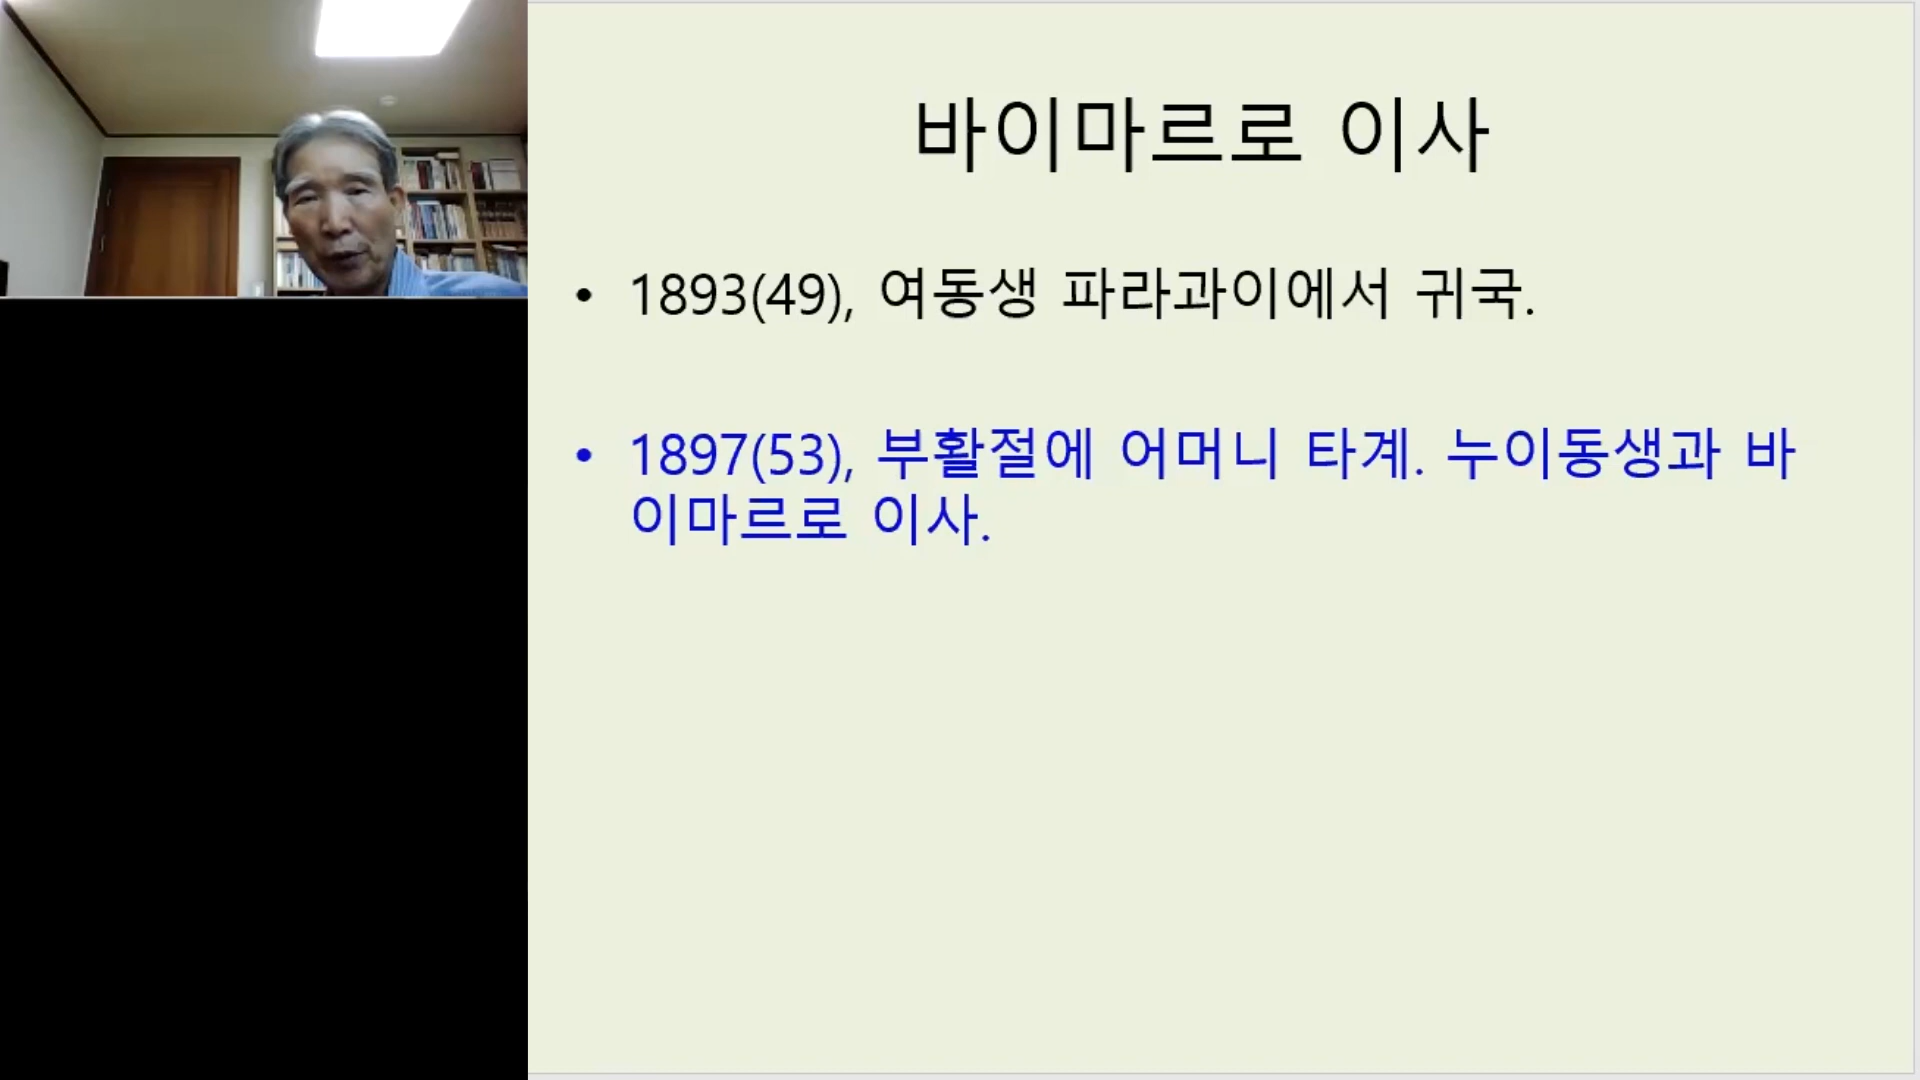 바이마르로 이사
• 1893(49), 여동생 파라과이에서 귀국.
• 1897(53), 부활절에 어머니 타계. 누이동생과 바
이마르로 이사.